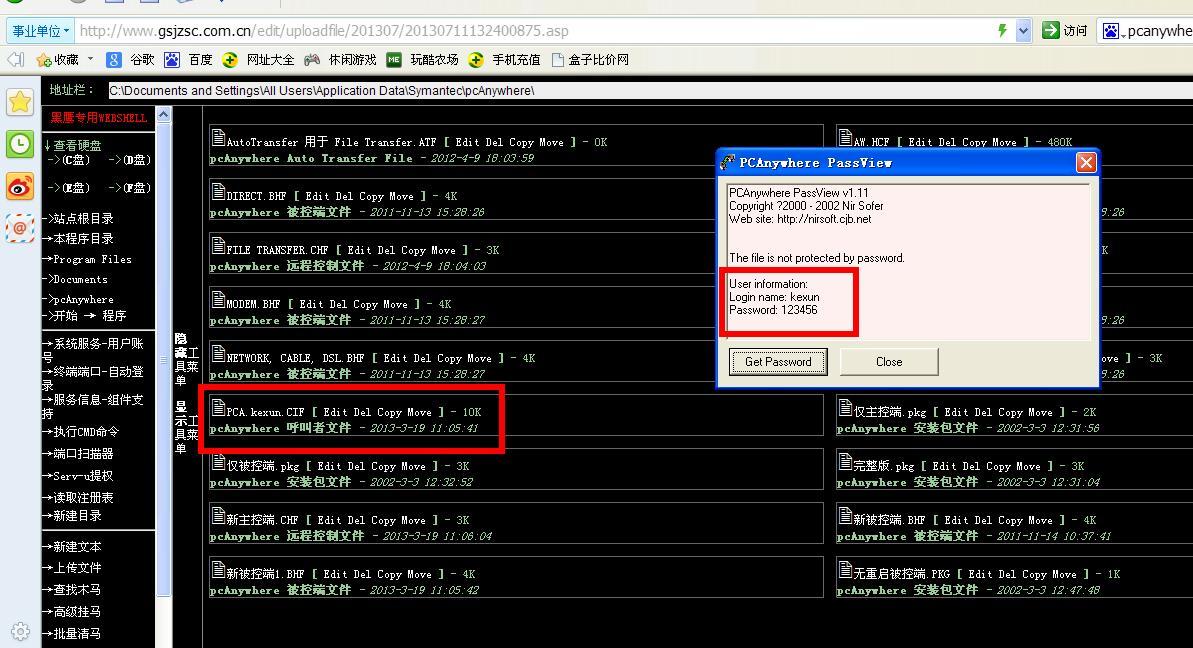 事业单位
http://www.gsjzsc.com.cn/edit/uploadfile/201307/20130711132400875.asp
访问
pcanywhe
收藏
谷歌
百度
网址大全
休闲游戏
玩酷农场
手机充值
盒子比价网
地址栏：
C:\Documents and Settings\All Users\Application Data\Symantec\pcAnywhere\
黑鹰专用WEBSHELL
↓查看硬盘
->(C盘) ->(D盘)
->(E盘) ->(F盘)
->站点根目录
->本程序目录
->Program Files
->Documents
->pcAnywhere
->开始 → 程序
→系统服务-用户账号
→终端端口-自动登录
→服务信息-组件支持
→执行CMD命令
→端口扫描器
→Serv-u提权
→读取注册表
→新建目录
→新建文本
→上传文件
→查找木马
→高级挂马
→批量清马
隐藏工具菜单
显示工具菜单
AutoTransfer 用于 File Transfer.ATF [ Edit Del Copy Move ] - 0K
pcAnywhere Auto Transfer File - 2012-4-9 18:03:59
AW.HCF [ Edit Del Copy Move ] - 480K
DIRECT.BHF [ Edit Del Copy Move ] - 4K
pcAnywhere 被控端文件 - 2011-11-13 15:28:26
3:26
FILE TRANSFER.CHF [ Edit Del Copy Move ] - 3K
pcAnywhere 远程控制文件 - 2012-4-9 18:04:03
K
MODEM.BHF [ Edit Del Copy Move ] - 4K
pcAnywhere 被控端文件 - 2011-11-13 15:28:27
3:26
NETWORK, CABLE, DSL.BHF [ Edit Del Copy Move ] - 4K
pcAnywhere 被控端文件 - 2011-11-13 15:28:27
ove ] - 3K
PCA.kexun.CIF [ Edit Del Copy Move ] - 10K
pcAnywhere 呼叫者文件 - 2013-3-19 11:05:41
仅主控端.pkg [ Edit Del Copy Move ] - 2K
pcAnywhere 安装包文件 - 2002-3-3 12:31:56
仅被控端.pkg [ Edit Del Copy Move ] - 3K
pcAnywhere 安装包文件 - 2002-3-3 12:32:52
完整版.pkg [ Edit Del Copy Move ] - 3K
pcAnywhere 安装包文件 - 2002-3-3 12:31:04
新主控端.CHF [ Edit Del Copy Move ] - 3K
pcAnywhere 远程控制文件 - 2013-3-19 11:06:04
新被控端.BHF [ Edit Del Copy Move ] - 4K
pcAnywhere 被控端文件 - 2011-11-14 10:37:41
新被控端1.BHF [ Edit Del Copy Move ] - 4K
pcAnywhere 被控端文件 - 2013-3-19 11:05:42
无重启被控端.PKG [ Edit Del Copy Move ] - 1K
pcAnywhere 安装包文件 - 2002-3-3 12:47:48
PCAnywhere PassView
PCAnywhere PassView v1.11
Copyright ?2000 - 2002 Nir Sofer
Web site: http://nirsoft.cjb.net
The file is not protected by password.
User information:
Login name: kexun
Password: 123456
Get Password
Close